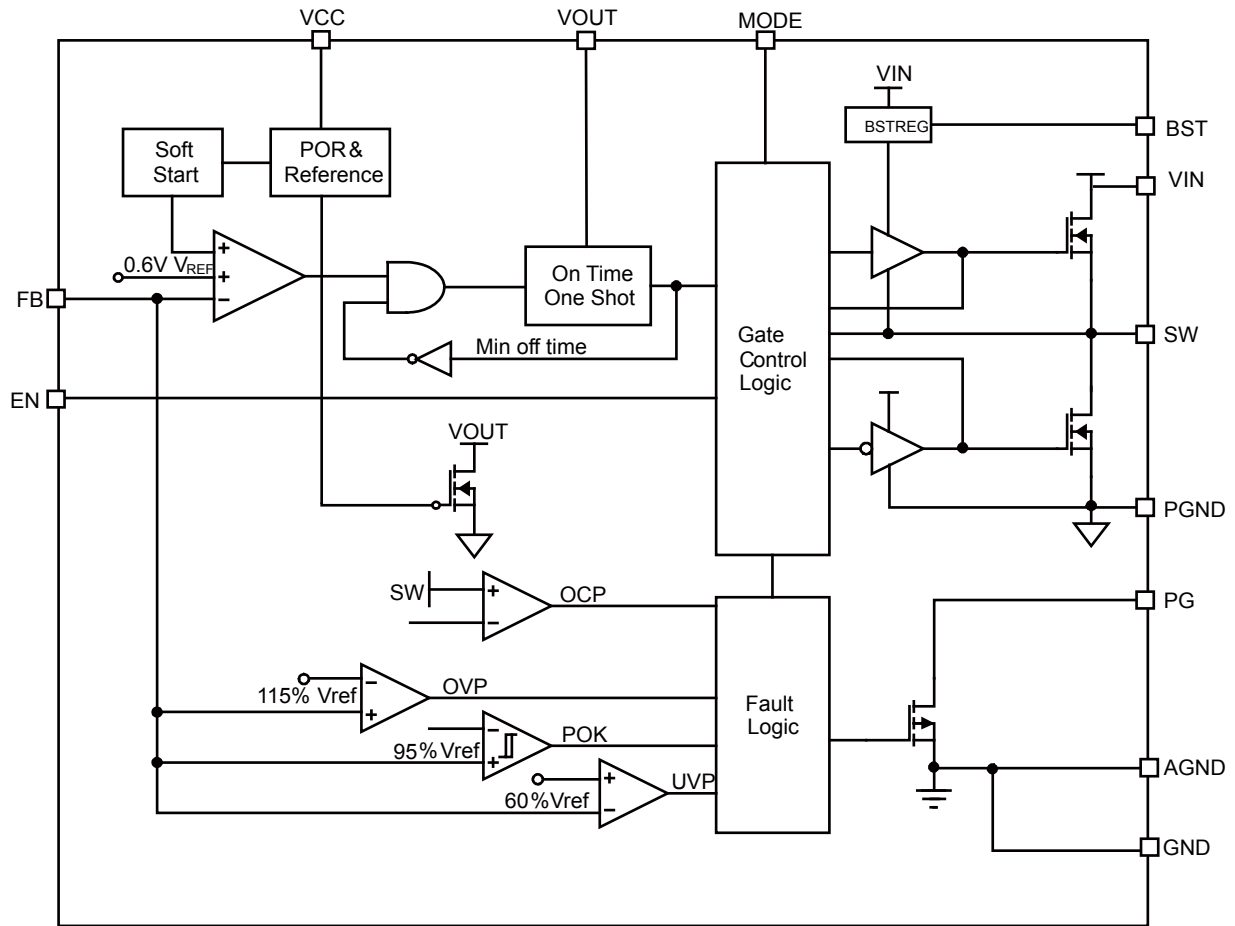 VCC
VOUT
MODE
VIN
BSTREG
BST
Soft
Start
POR &
Reference
VIN
+
0.6V VREF
+
−
FB
On Time
One Shot
Gate
Control
Logic
SW
Min off time
EN
VOUT
PGND
SW
+
−
OCP
PG
115% Vref
−
+
OVP
Fault
Logic
95% Vref
−
+
POK
60%Vref
+
−
UVP
AGND
GND